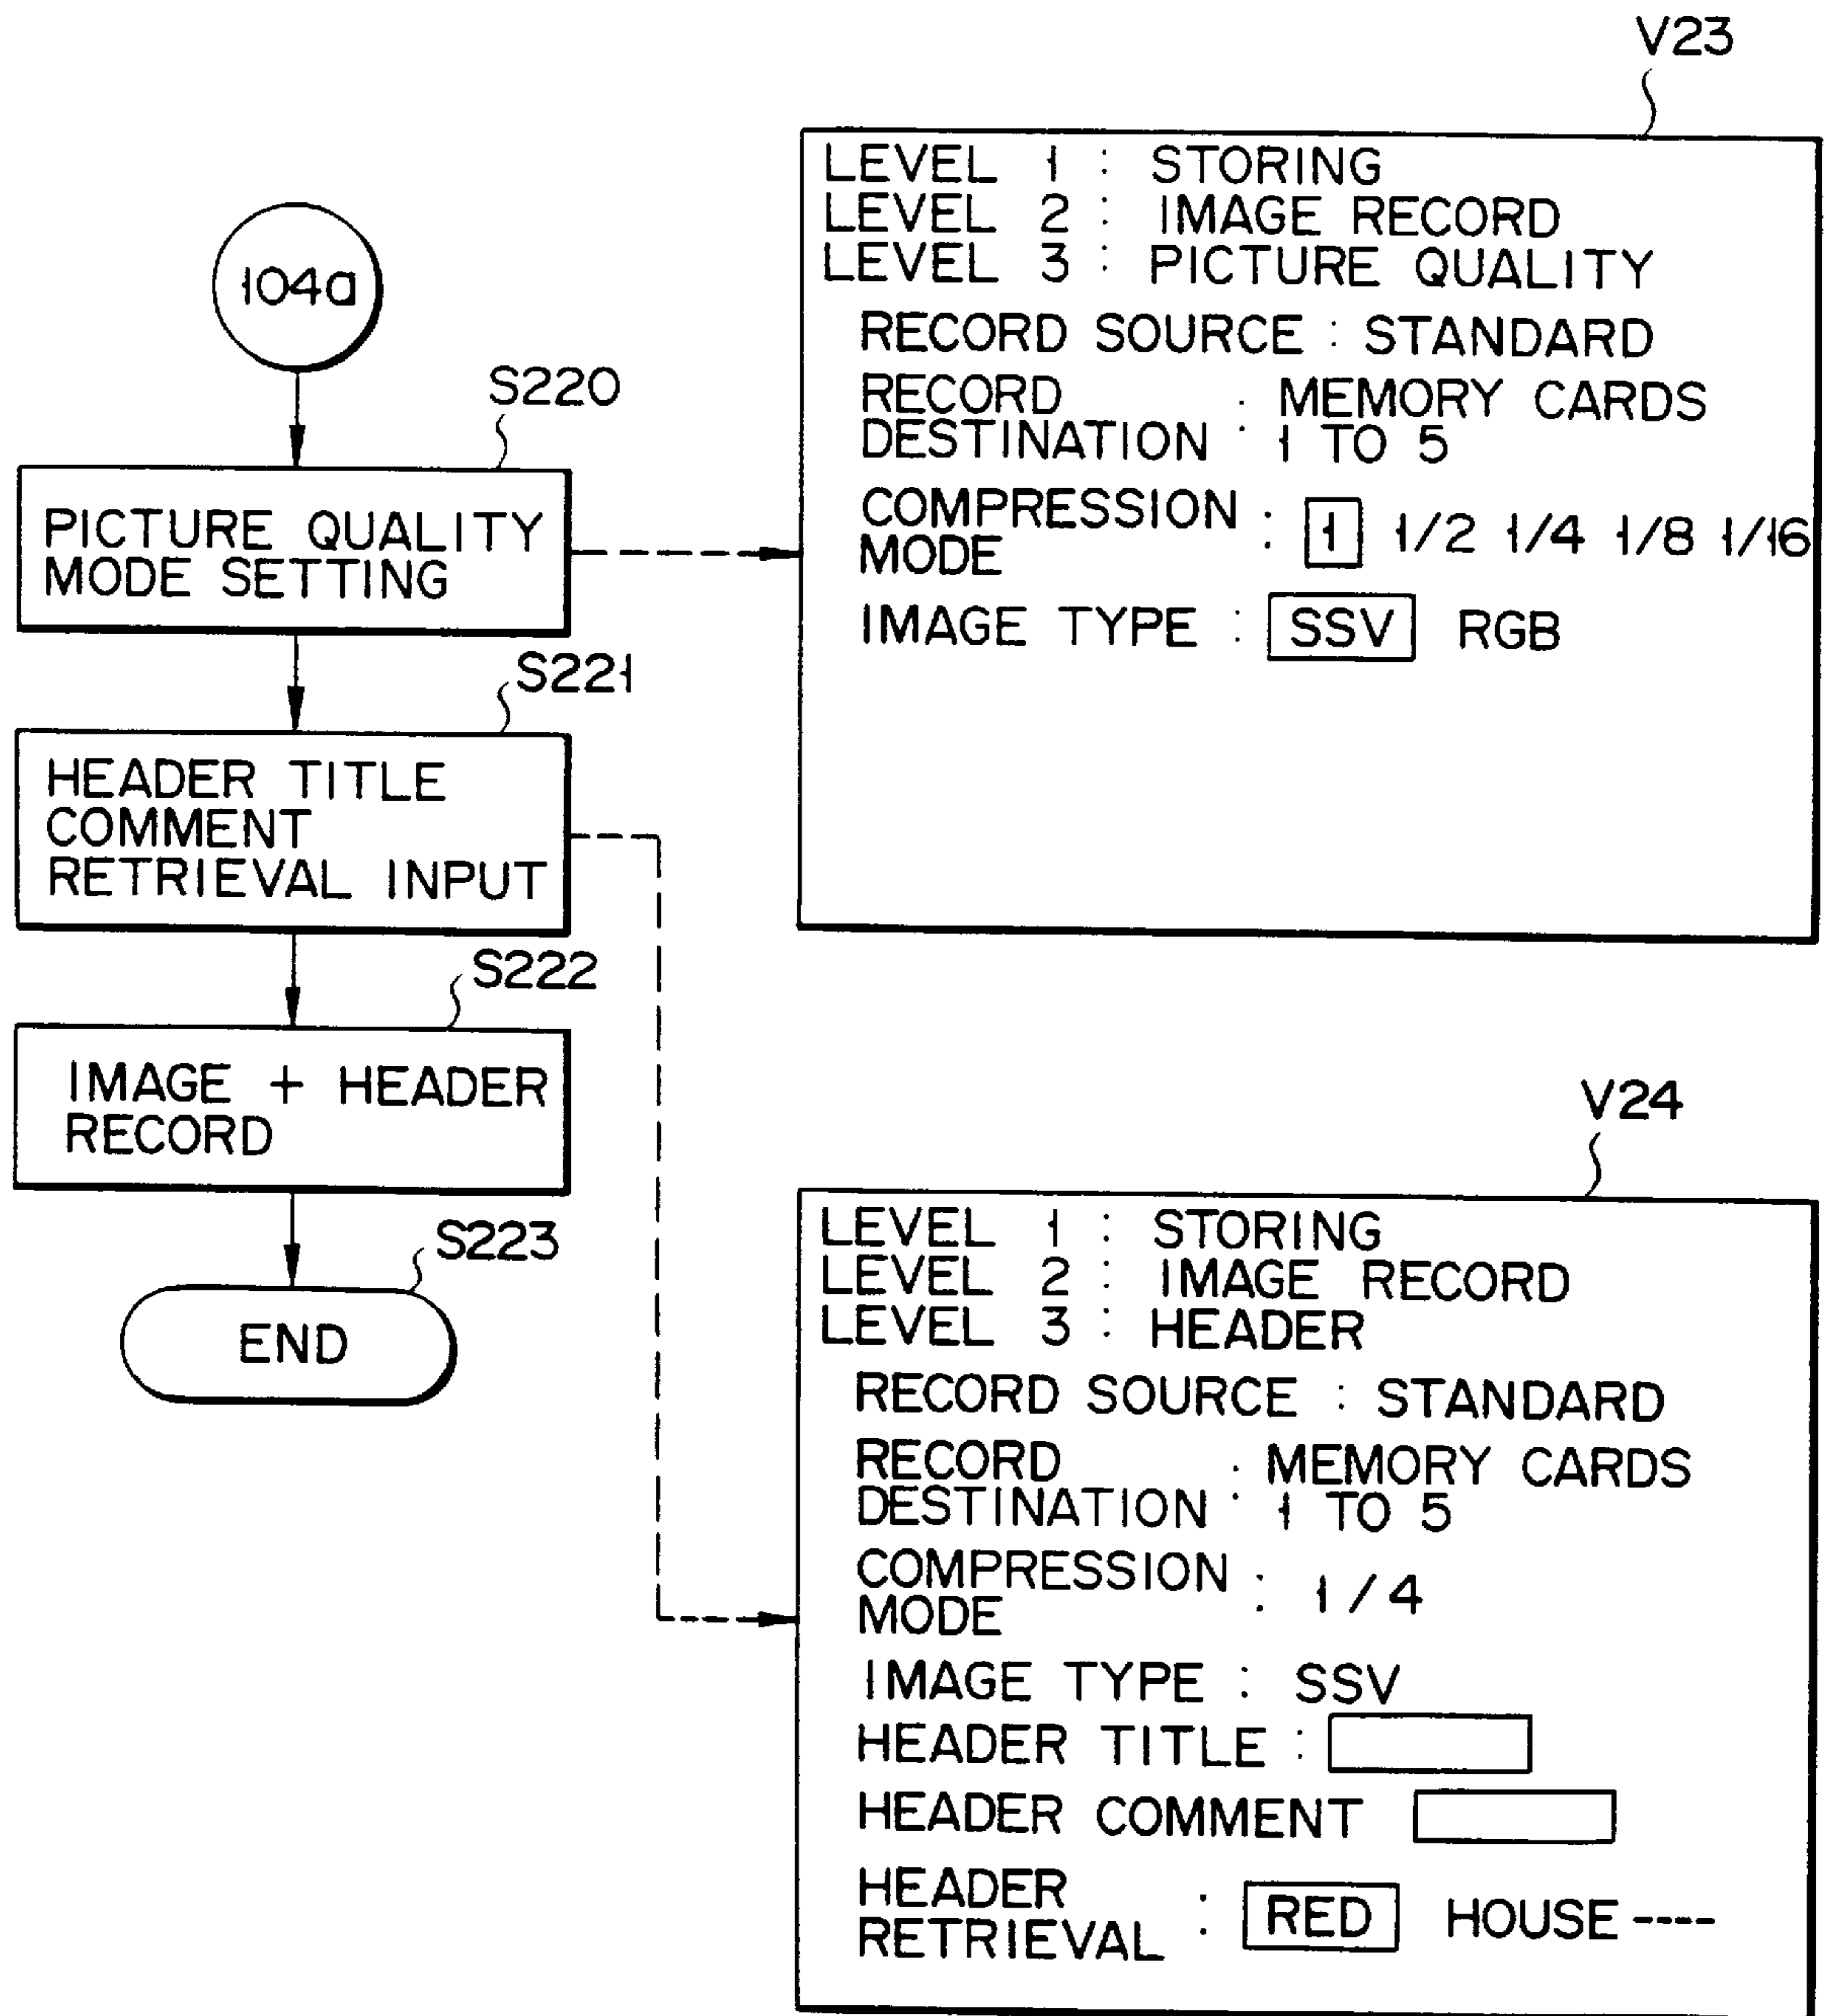 104a
S220
PICTURE QUALITY
MODE SETTING
S221
HEADER TITLE
COMMENT
RETRIEVAL INPUT
S222
IMAGE + HEADER
RECORD
S223
END
V23
LEVEL 1 : STORING
LEVEL 2 : IMAGE RECORD
LEVEL 3 : PICTURE QUALITY
RECORD SOURCE : STANDARD
RECORD : MEMORY CARDS
DESTINATION : 1 TO 5
COMPRESSION
MODE : 1 1/2 1/4 1/8 1/16
IMAGE TYPE : SSV RGB
V24
LEVEL 1 : STORING
LEVEL 2 : IMAGE RECORD
LEVEL 3 : HEADER
RECORD SOURCE : STANDARD
RECORD : MEMORY CARDS
DESTINATION : 1 TO 5
COMPRESSION
MODE : 1/4
IMAGE TYPE : SSV
HEADER TITLE :
HEADER COMMENT
HEADER
RETRIEVAL : RED HOUSE ----